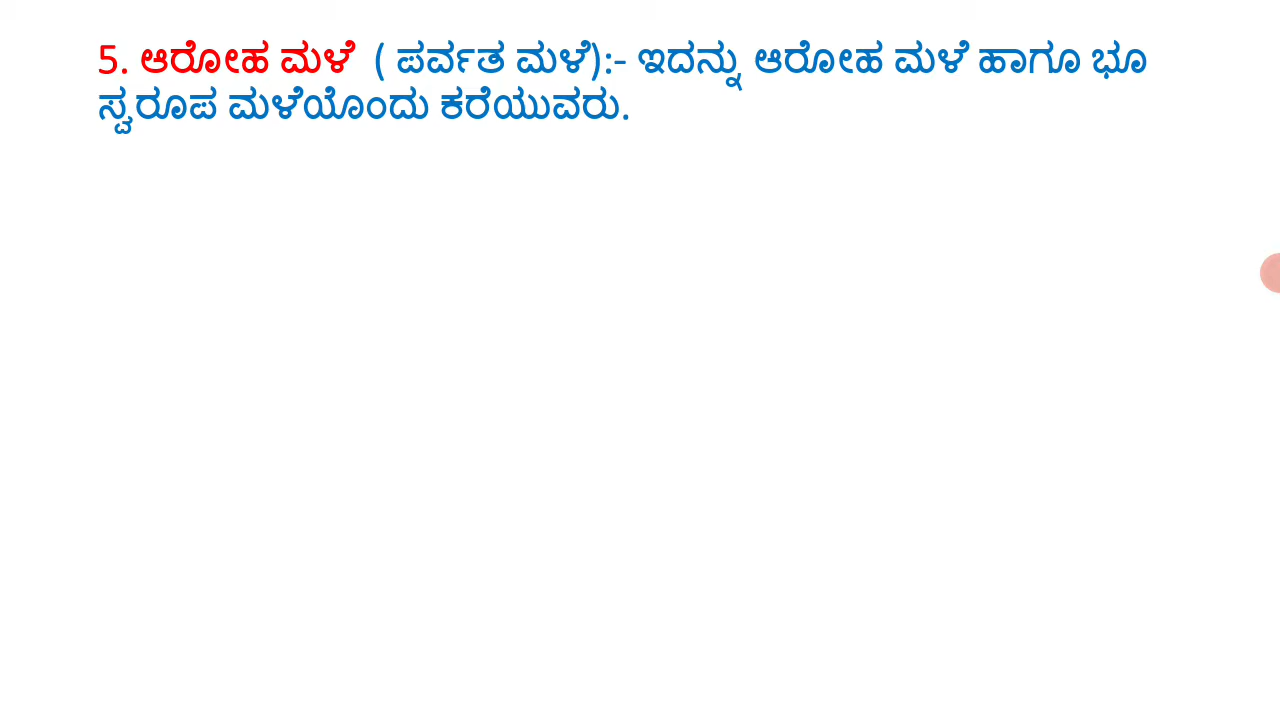 5. ಆರೋಹ ಮಳೆ ( ಪರ್ವತ ಮಳೆ):- ಇದನ್ನು ಆರೋಹ ಮಳೆ ಹಾಗೂ ಭೂ
ಸ್ವರೂಪ ಮಳೆಯೊಂದು ಕರೆಯುವರು.